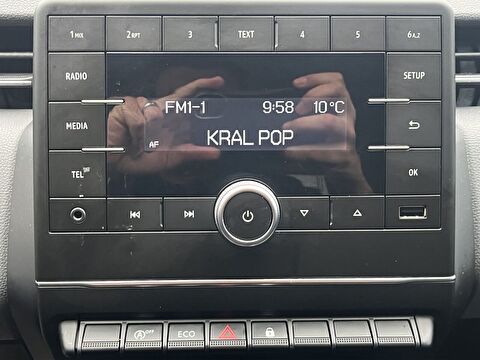 1 MIX 2 RPT 3 TEXT 4 5 6 A.Z
RADIO SETUP
FM1-1 9:58 10°C
MEDIA
KRAL POP
AF
TEL OK
OFF ECO